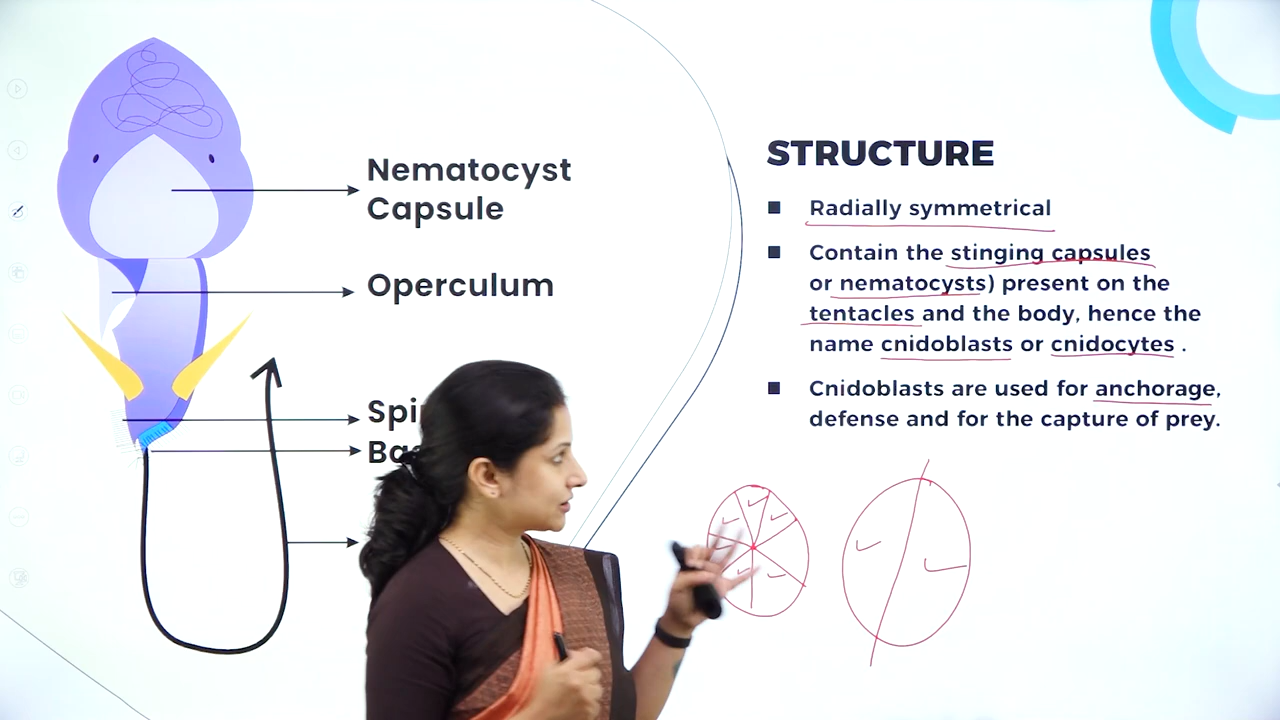 Nematocyst
Capsule
Operculum
STRUCTURE
Radially symmetrical
Contain the stinging capsules
or nematocysts) present on the
tentacles and the body, hence the
name cnidoblasts or cnidocytes .
Cnidoblasts are used for anchorage,
defense and for the capture of prey.